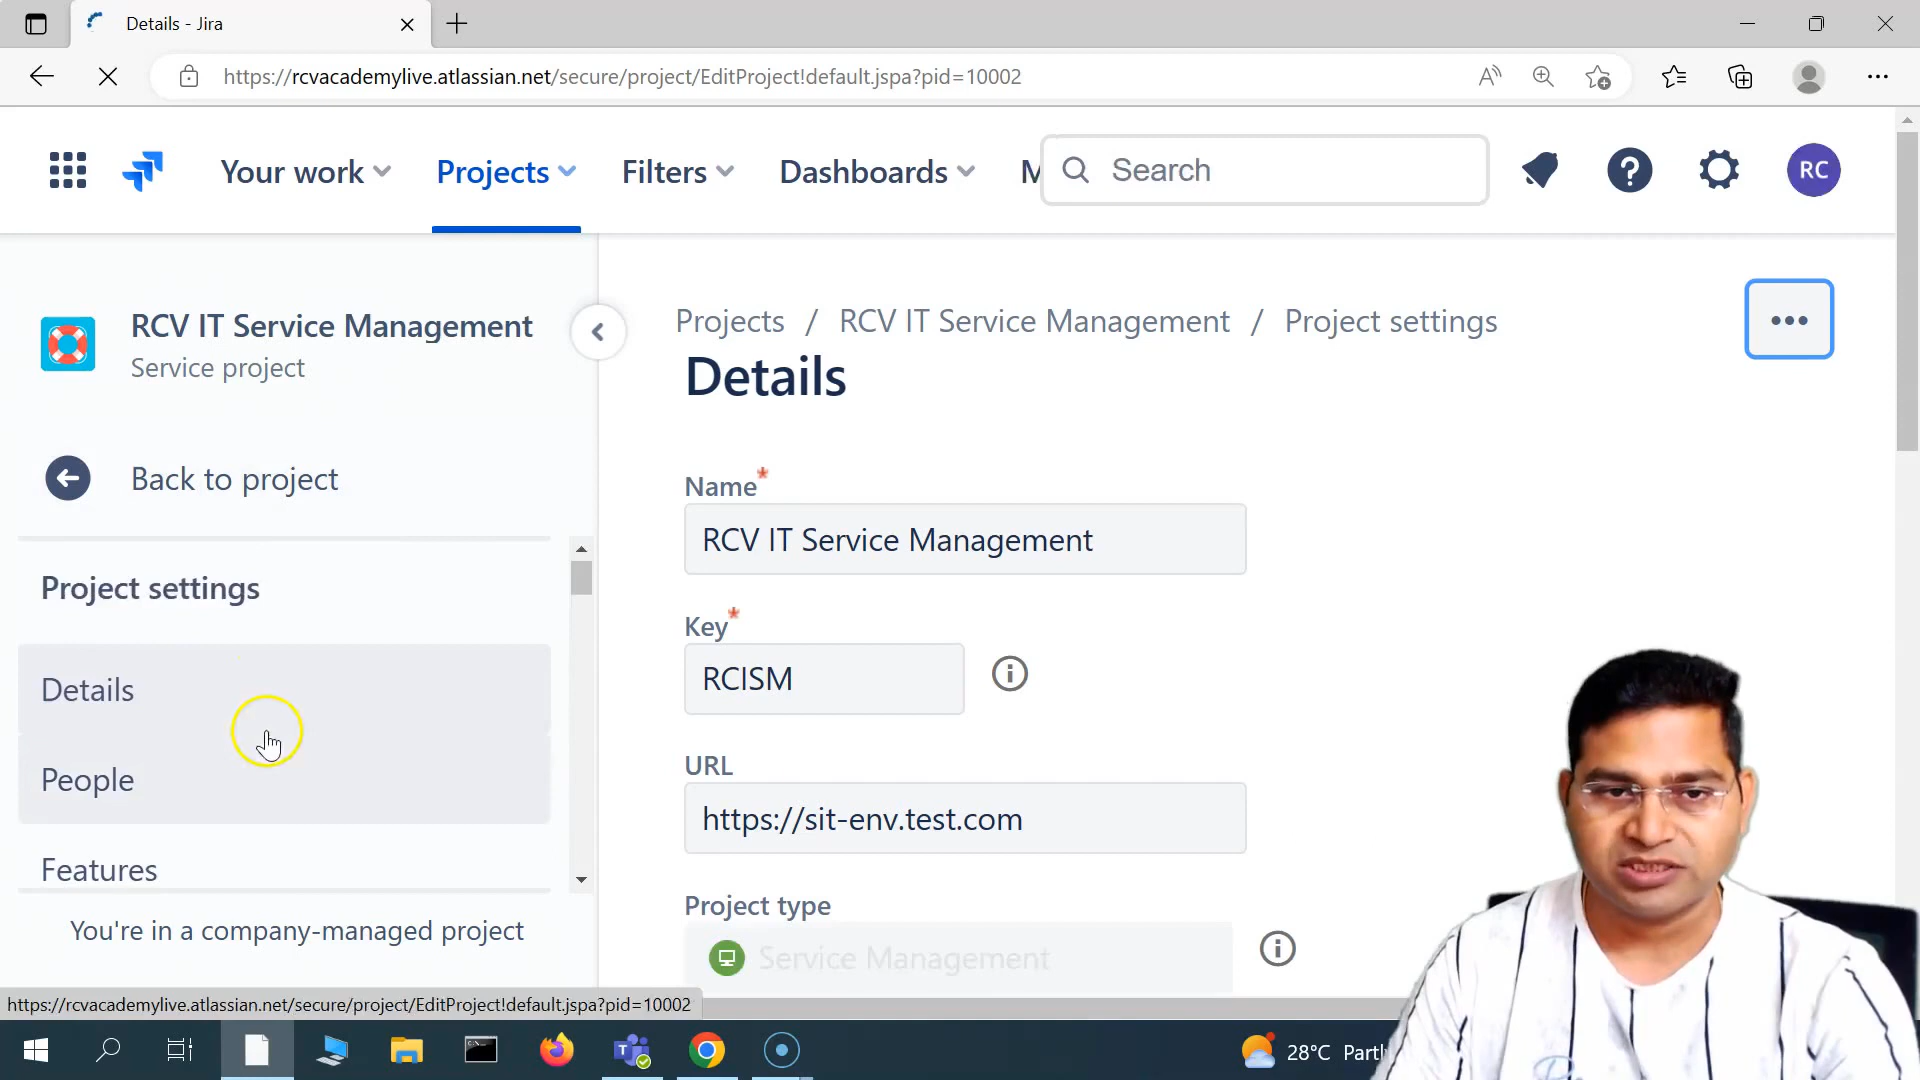 Details - Jira
https://rcvacademylive.atlassian.net/secure/project/EditProject!default.jspa?pid=10002
Your work
Projects
Filters
Dashboards
M
Search
RC
RCV IT Service Management
Service project
Back to project
Project settings
Details
People
Features
You're in a company-managed project
Projects / RCV IT Service Management / Project settings
Details
Name*
RCV IT Service Management
Key*
RCISM
URL
https://sit-env.test.com
Project type
Service Management
https://rcvacademylive.atlassian.net/secure/project/EditProject!default.jspa?pid=10002
28°C Partl